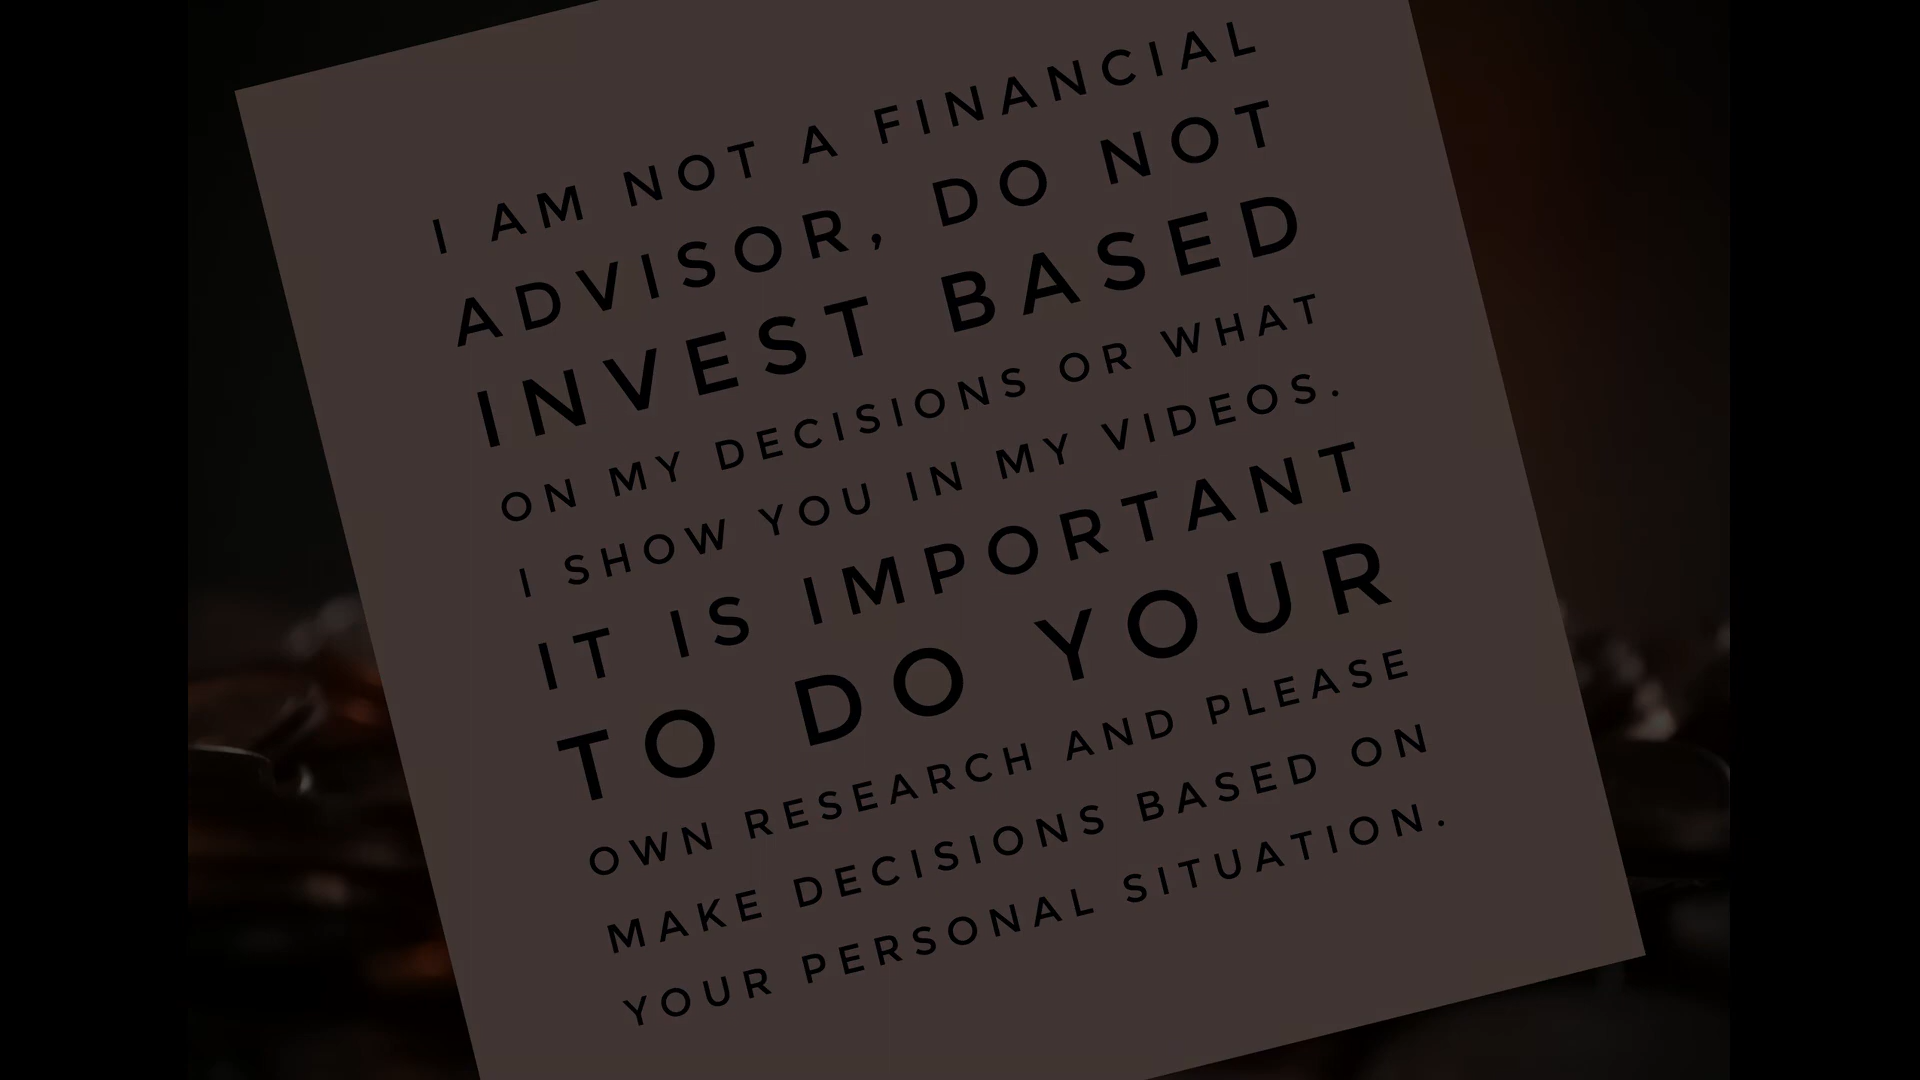 I AM NOT A FINANCIAL
ADVISOR, DO NOT
INVEST BASED
ON MY DECISIONS OR WHAT
I SHOW YOU IN MY VIDEOS.
IT IS IMPORTANT
TO DO YOUR
OWN RESEARCH AND PLEASE
MAKE DECISIONS BASED ON
YOUR PERSONAL SITUATION.